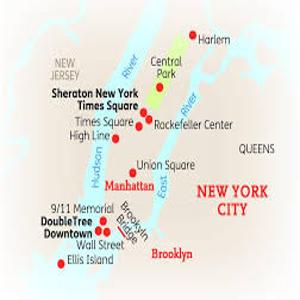 Harlem
NEW
JERSEY
River
Central
Park
River
Sheraton New York
Times Square
Times Square
Rockefeller Center
High Line
Hudson
QUEENS
Union Square
Manhattan
East
NEW YORK
CITY
9/11 Memorial
DoubleTree
Downtown
Brooklyn
Bridge
Wall Street
Brooklyn
Ellis Island